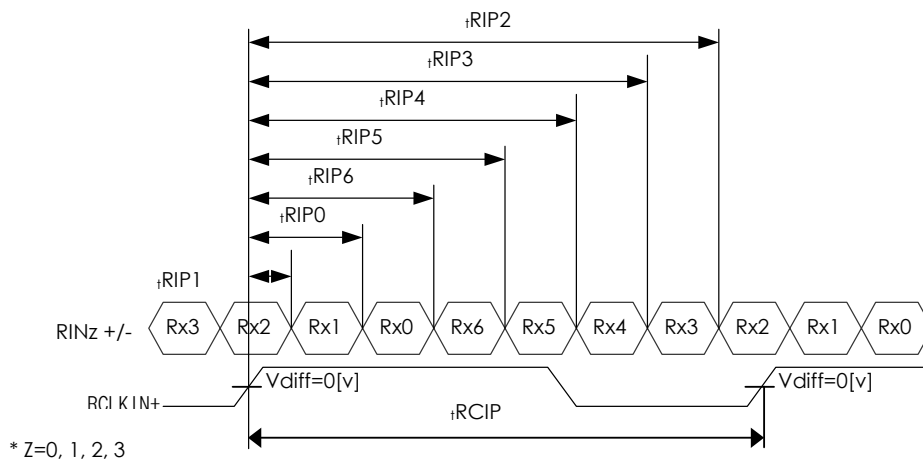 tRIP2
tRIP3
tRIP4
tRIP5
tRIP6
tRIP0
tRIP1
RINz +/- Rx3 Rx2 Rx1 Rx0 Rx6 Rx5 Rx4 Rx3 Rx2 Rx1 Rx0
Vdiff=0[v] Vdiff=0[v]
RCLKIN+
tRCIP
* Z=0, 1, 2, 3